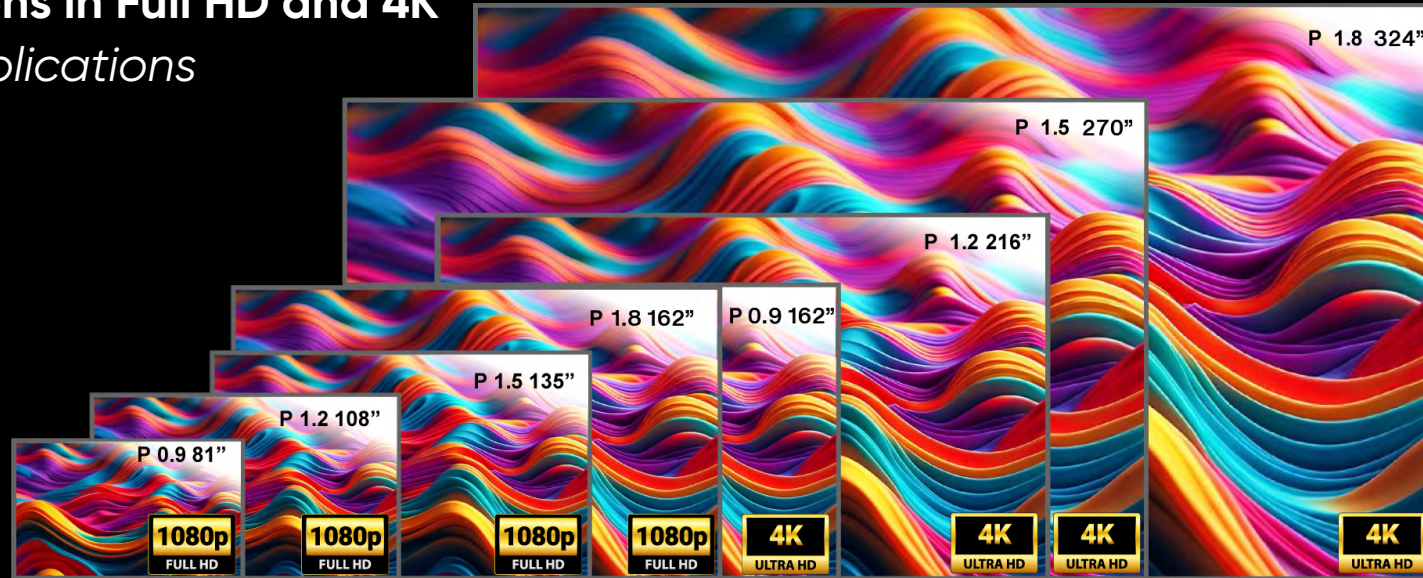 ns in Full HD and 4K
plications
P 1.8 324”
P 1.5 270”
P 1.2 216”
P 1.8 162”
P 0.9 162”
P 1.5 135”
P 1.2 108”
P 0.9 81”
1080p
FULL HD
1080p
FULL HD
1080p
FULL HD
1080p
FULL HD
4K
ULTRA HD
4K
ULTRA HD
4K
ULTRA HD
4K
ULTRA HD